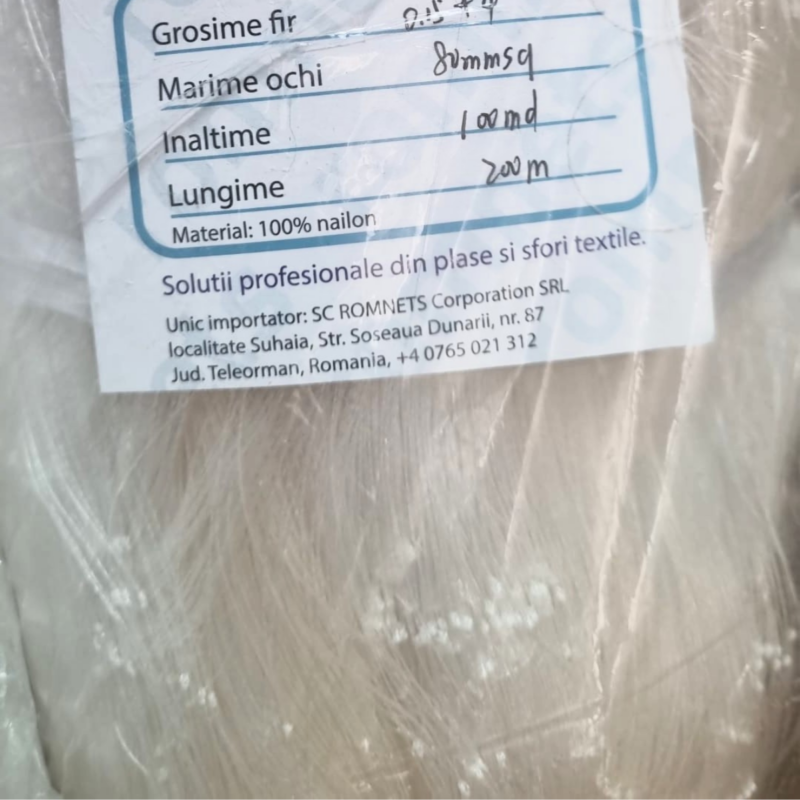 Grosime fir
Marime ochi 80mmsq
Inaltime 100md
Lungime 200m
Material: 100% nailon
Solutii profesionale din plase si sfori textile.
Unic importator: SC ROMNETS Corporation SRL
localitate Suhaia, Str. Soseaua Dunarii, nr. 87
Jud. Teleorman, Romania, +4 0765 021 312